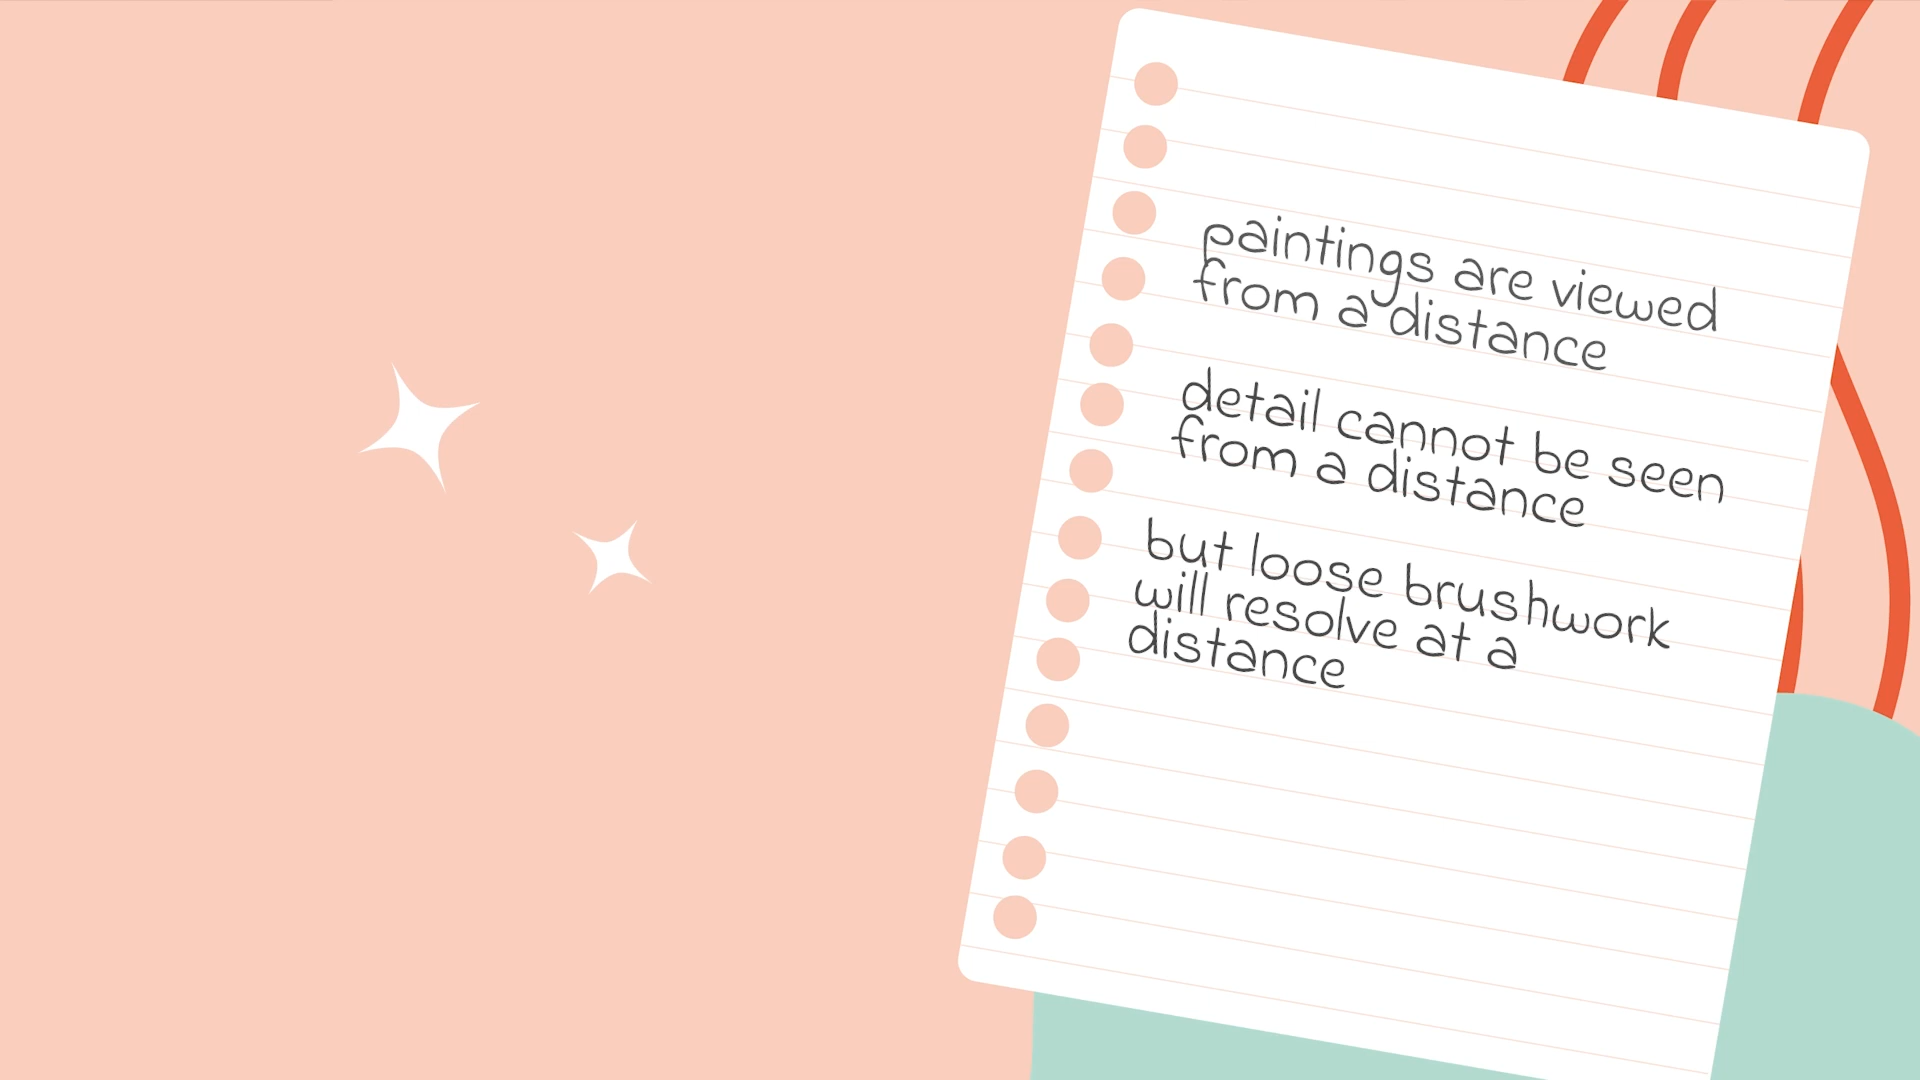 paintings are viewed
from a distance
detail cannot be seen
from a distance
but loose brushwork
will resolve at a
distance